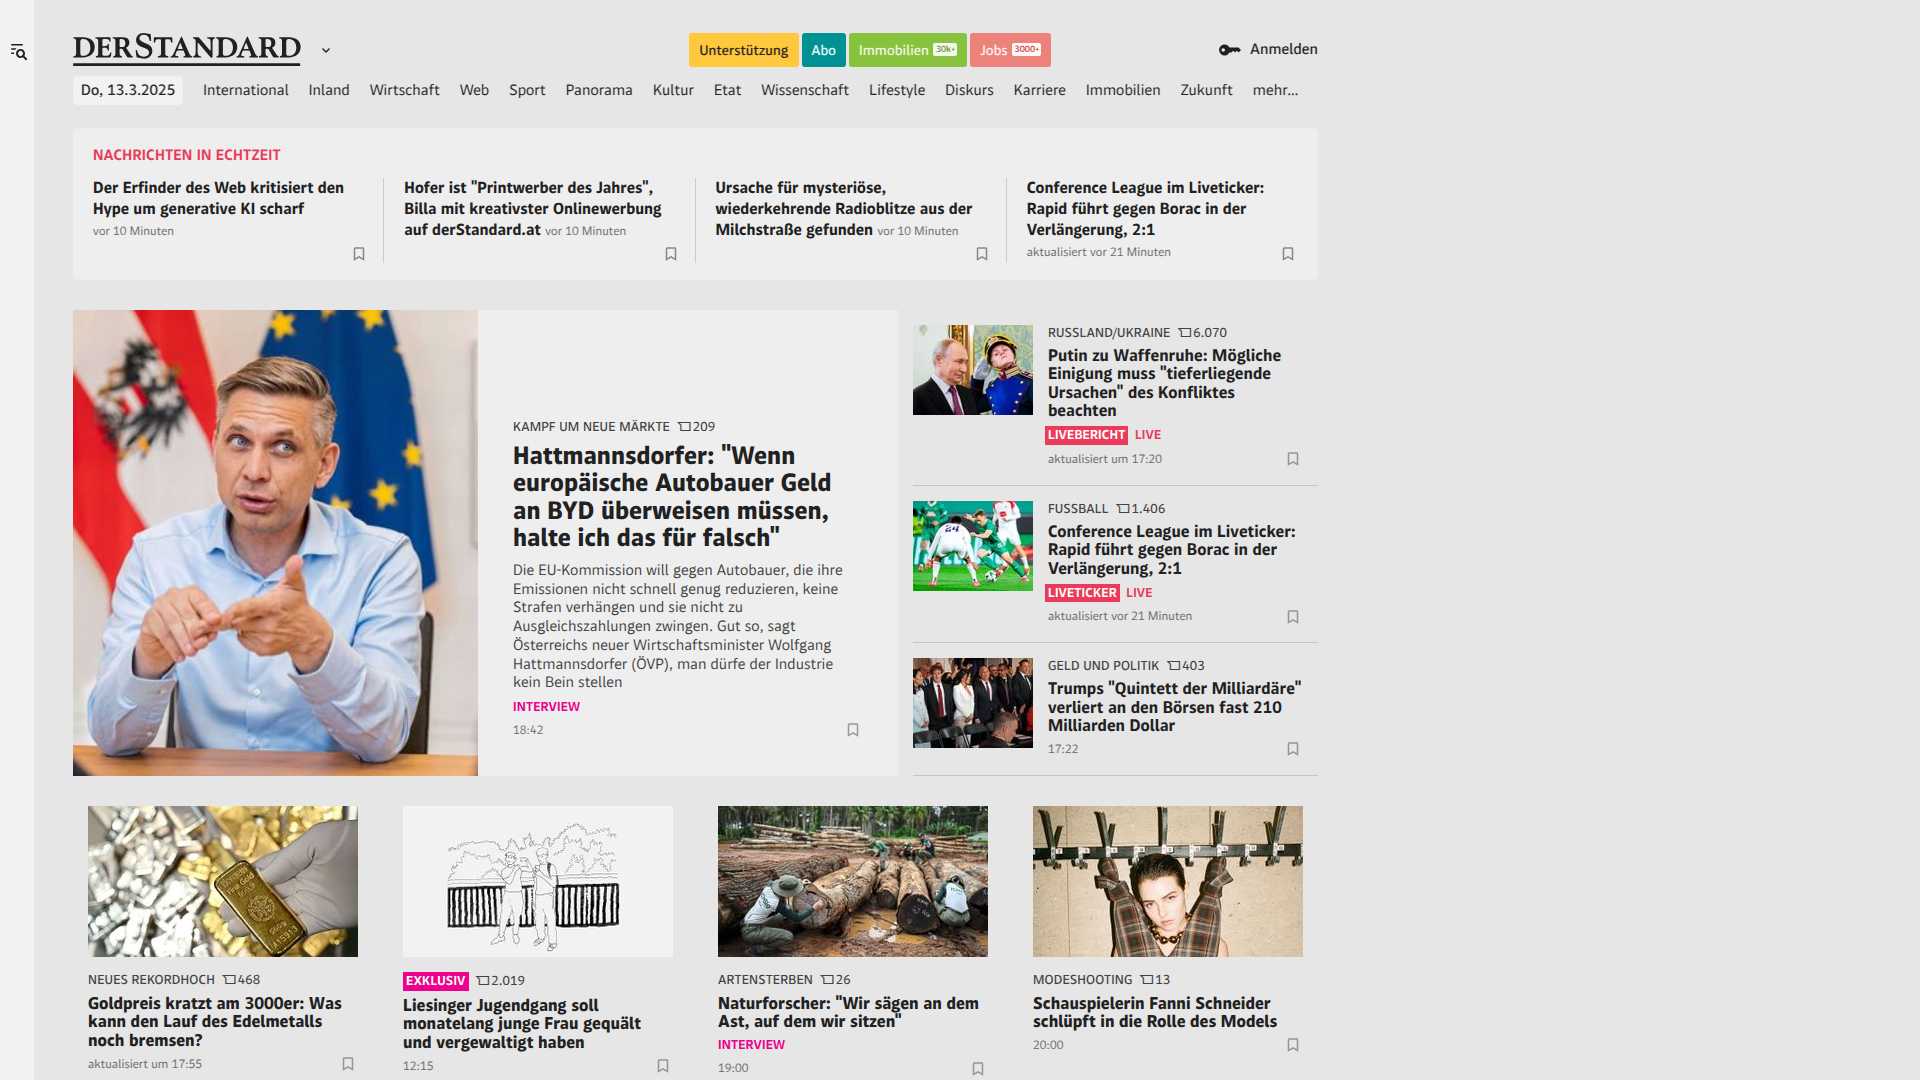 DERSTANDARD
Unterstützung
Abo
Immobilien 30k+
Jobs 3000+
Anmelden
Do, 13.3.2025
International
Inland
Wirtschaft
Web
Sport
Panorama
Kultur
Etat
Wissenschaft
Lifestyle
Diskurs
Karriere
Immobilien
Zukunft
mehr...
NACHRICHTEN IN ECHTZEIT
Der Erfinder des Web kritisiert den
Hype um generative KI scharf
vor 10 Minuten
Hofer ist "Printwerber des Jahres",
Billa mit kreativster Onlinewerbung
auf derStandard.at vor 10 Minuten
Ursache für mysteriöse,
wiederkehrende Radioblitze aus der
Milchstraße gefunden vor 10 Minuten
Conference League im Liveticker:
Rapid führt gegen Borac in der
Verlängerung, 2:1
aktualisiert vor 21 Minuten
KAMPF UM NEUE MÄRKTE 209
Hattmannsdorfer: "Wenn
europäische Autobauer Geld
an BYD überweisen müssen,
halte ich das für falsch"
Die EU-Kommission will gegen Autobauer, die ihre
Emissionen nicht schnell genug reduzieren, keine
Strafen verhängen und sie nicht zu
Ausgleichszahlungen zwingen. Gut so, sagt
Österreichs neuer Wirtschaftsminister Wolfgang
Hattmannsdorfer (ÖVP), man dürfe der Industrie
kein Bein stellen
INTERVIEW
18:42
RUSSLAND/UKRAINE 6.070
Putin zu Waffenruhe: Mögliche
Einigung muss "tieferliegende
Ursachen" des Konfliktes
beachten
LIVEBERICHT LIVE
aktualisiert um 17:20
FUSSBALL 1.406
Conference League im Liveticker:
Rapid führt gegen Borac in der
Verlängerung, 2:1
LIVETICKER LIVE
aktualisiert vor 21 Minuten
GELD UND POLITIK 403
Trumps "Quintett der Milliardäre"
verliert an den Börsen fast 210
Milliarden Dollar
17:22
NEUES REKORDHOCH 468
Goldpreis kratzt am 3000er: Was
kann den Lauf des Edelmetalls
noch bremsen?
aktualisiert um 17:55
EXKLUSIV 2.019
Liesinger Jugendgang soll
monatelang junge Frau gequält
und vergewaltigt haben
12:15
ARTENSTERBEN 26
Naturforscher: "Wir sägen an dem
Ast, auf dem wir sitzen"
INTERVIEW
19:00
MODESHOOTING 13
Schauspielerin Fanni Schneider
schlüpft in die Rolle des Models
20:00